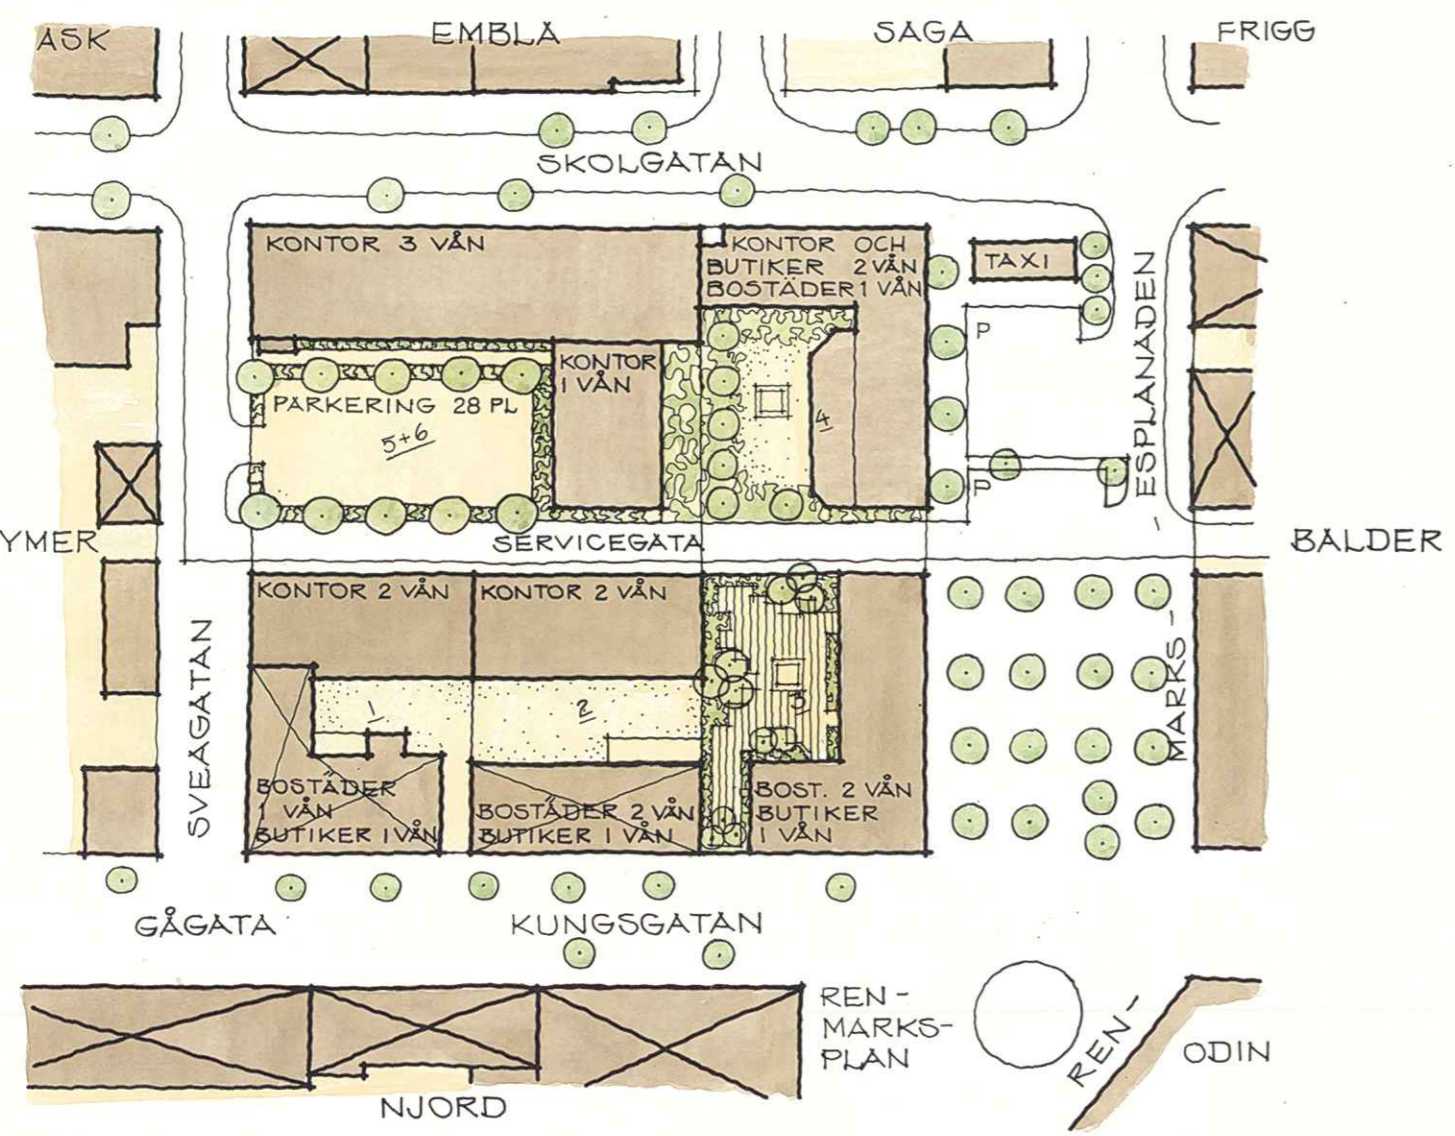 ASK
EMBLA
SAGA
FRIGG
SKOLGATAN
KONTOR 3 VÅN
KONTOR OCH
BUTIKER 2 VÅN
BOSTÄDER 1 VÅN
TAXI
P
KONTOR
1 VÅN
PARKERING 28 PL
5+6
4
P
ESPLANADEN
YMER
SERVICEGATA
BALDER
KONTOR 2 VÅN
KONTOR 2 VÅN
SVEAGATAN
1
2
3
MARKS-
BOSTÄDER
VÅN
BUTIKER 1 VÅN
BOSTÄDER 2 VÅN
BUTIKER 1 VÅN
BOST. 2 VÅN
BUTIKER
1 VÅN
GÅGATA
KUNGSGATAN
REN-
MARKS-
PLAN
REN-
ODIN
NJORD